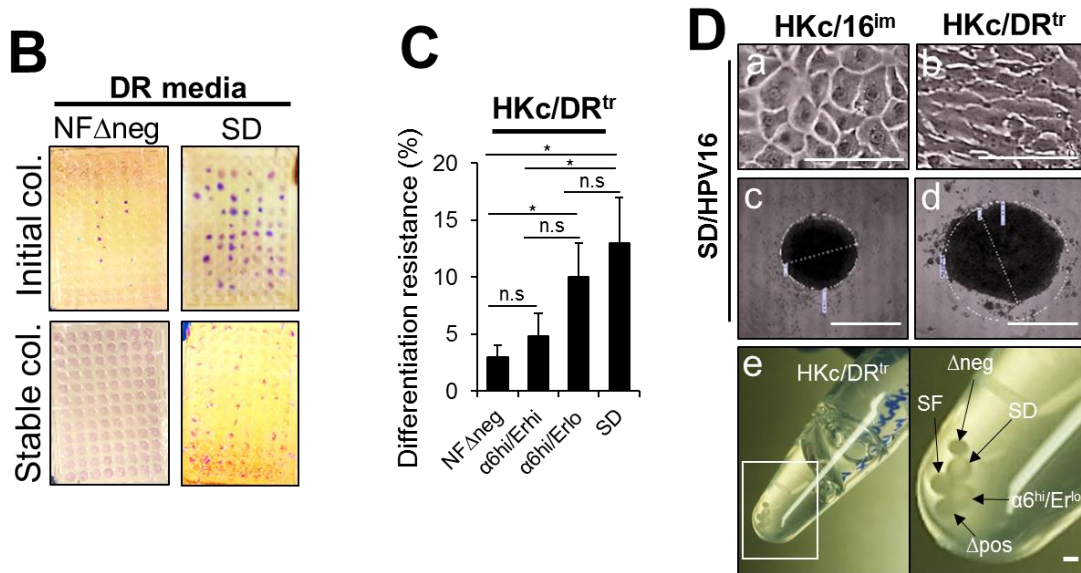 B
DR media
NFΔneg
SD
Initial col.
Stable col.
C
HKc/DRtr
Differentiation resistance (%)
20
15
10
5
0
*
*
n.s
*
n.s
n.s
NFΔneg
α6hi/Erhi
α6hi/Erlo
SD
D
HKc/16im
HKc/DRtr
SD/HPV16
a
b
c
d
e
HKc/DRtr
Δneg
SF
SD
α6hi/Erlo
Δpos